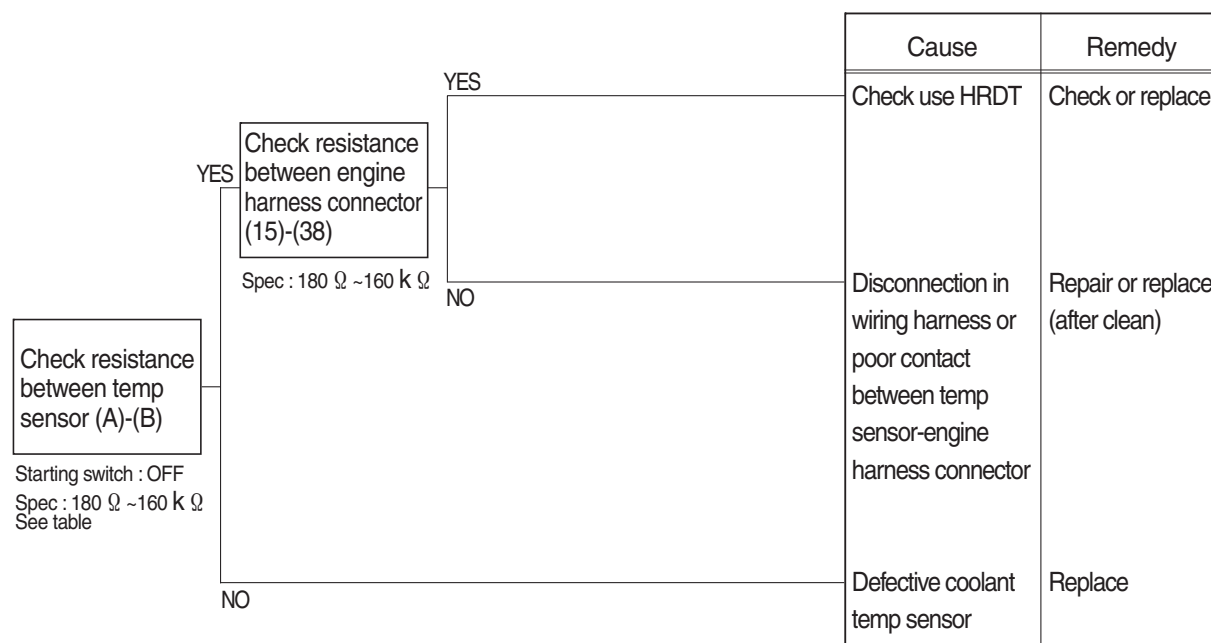 Cause
Remedy
YES
Check use HRDT
Check or replace
Check resistance
between engine
harness connector
(15)-(38)
YES
Spec : 180 Ω ~160 k Ω
NO
Disconnection in
wiring harness or
poor contact
between temp
sensor-engine
harness connector
Repair or replace
(after clean)
Check resistance
between temp
sensor (A)-(B)
Starting switch : OFF
Spec : 180 Ω ~160 k Ω
See table
NO
Defective coolant
temp sensor
Replace